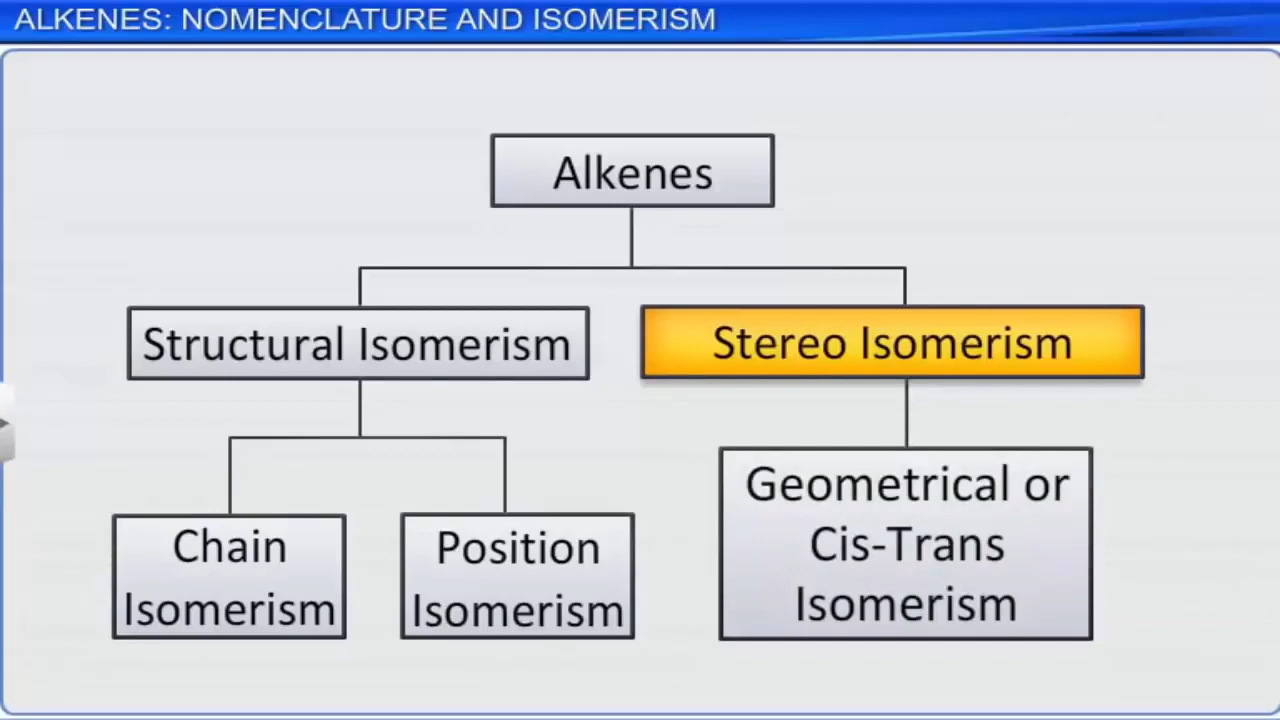 ALKENES: NOMENCLATURE AND ISOMERISM
Alkenes
Structural Isomerism
Stereo Isomerism
Chain
Isomerism
Position
Isomerism
Geometrical or
Cis-Trans
Isomerism